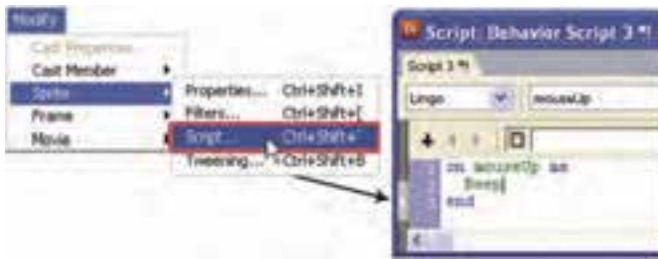 Modify
Cast Properties...
Cast Member
Sprite
Frame
Movie
Properties... Ctrl+Shift+I
Filters... Ctrl+Shift+[
Script... Ctrl+Shift+'
Tweening... Ctrl+Shift+B
Script: Behavior Script 3
Script 3
Lingo
mouseUp
on mouseUp me
Beep
end